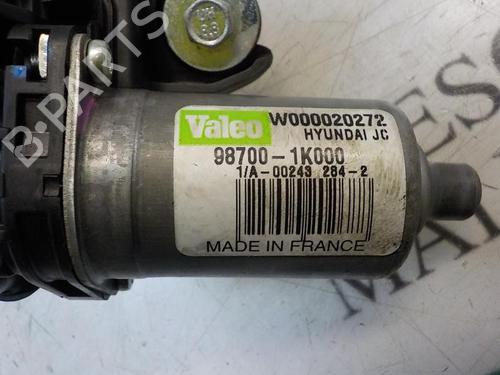 B-PARTS
Valeo W000020272
HYUNDAI JC
98700-1K000
1/A-00243 284-2
MADE IN FRANCE